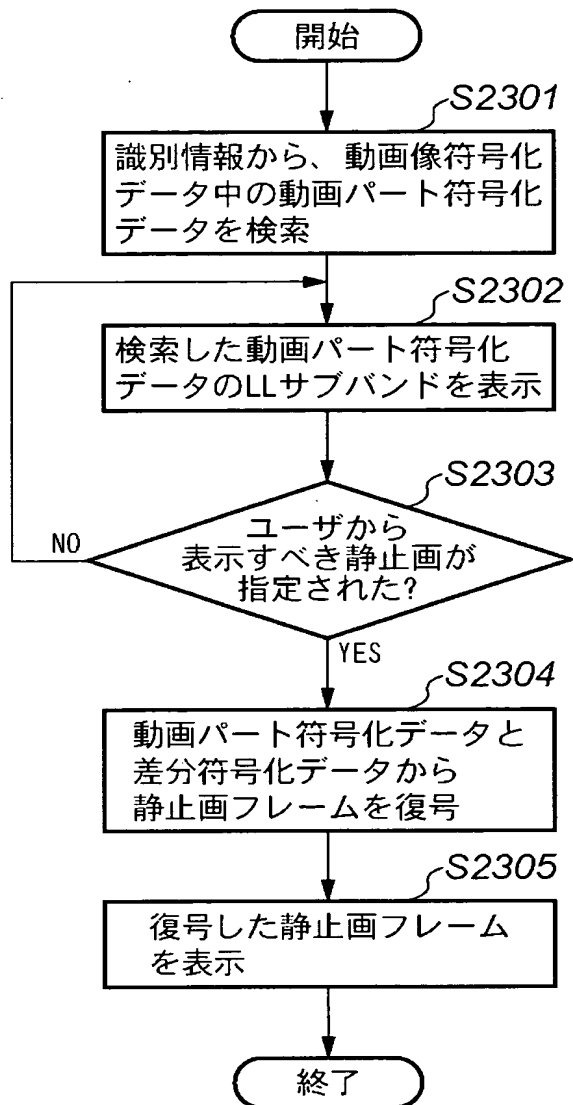 開始
S2301
識別情報から、動画像符号化
データ中の動画パート符号化
データを検索
S2302
検索した動画パート符号化
データのLLサブバンドを表示
S2303
ユーザから
表示すべき静止画が
指定された?
NO
YES
S2304
動画パート符号化データと
差分符号化データから
静止画フレームを復号
S2305
復号した静止画フレーム
を表示
終了